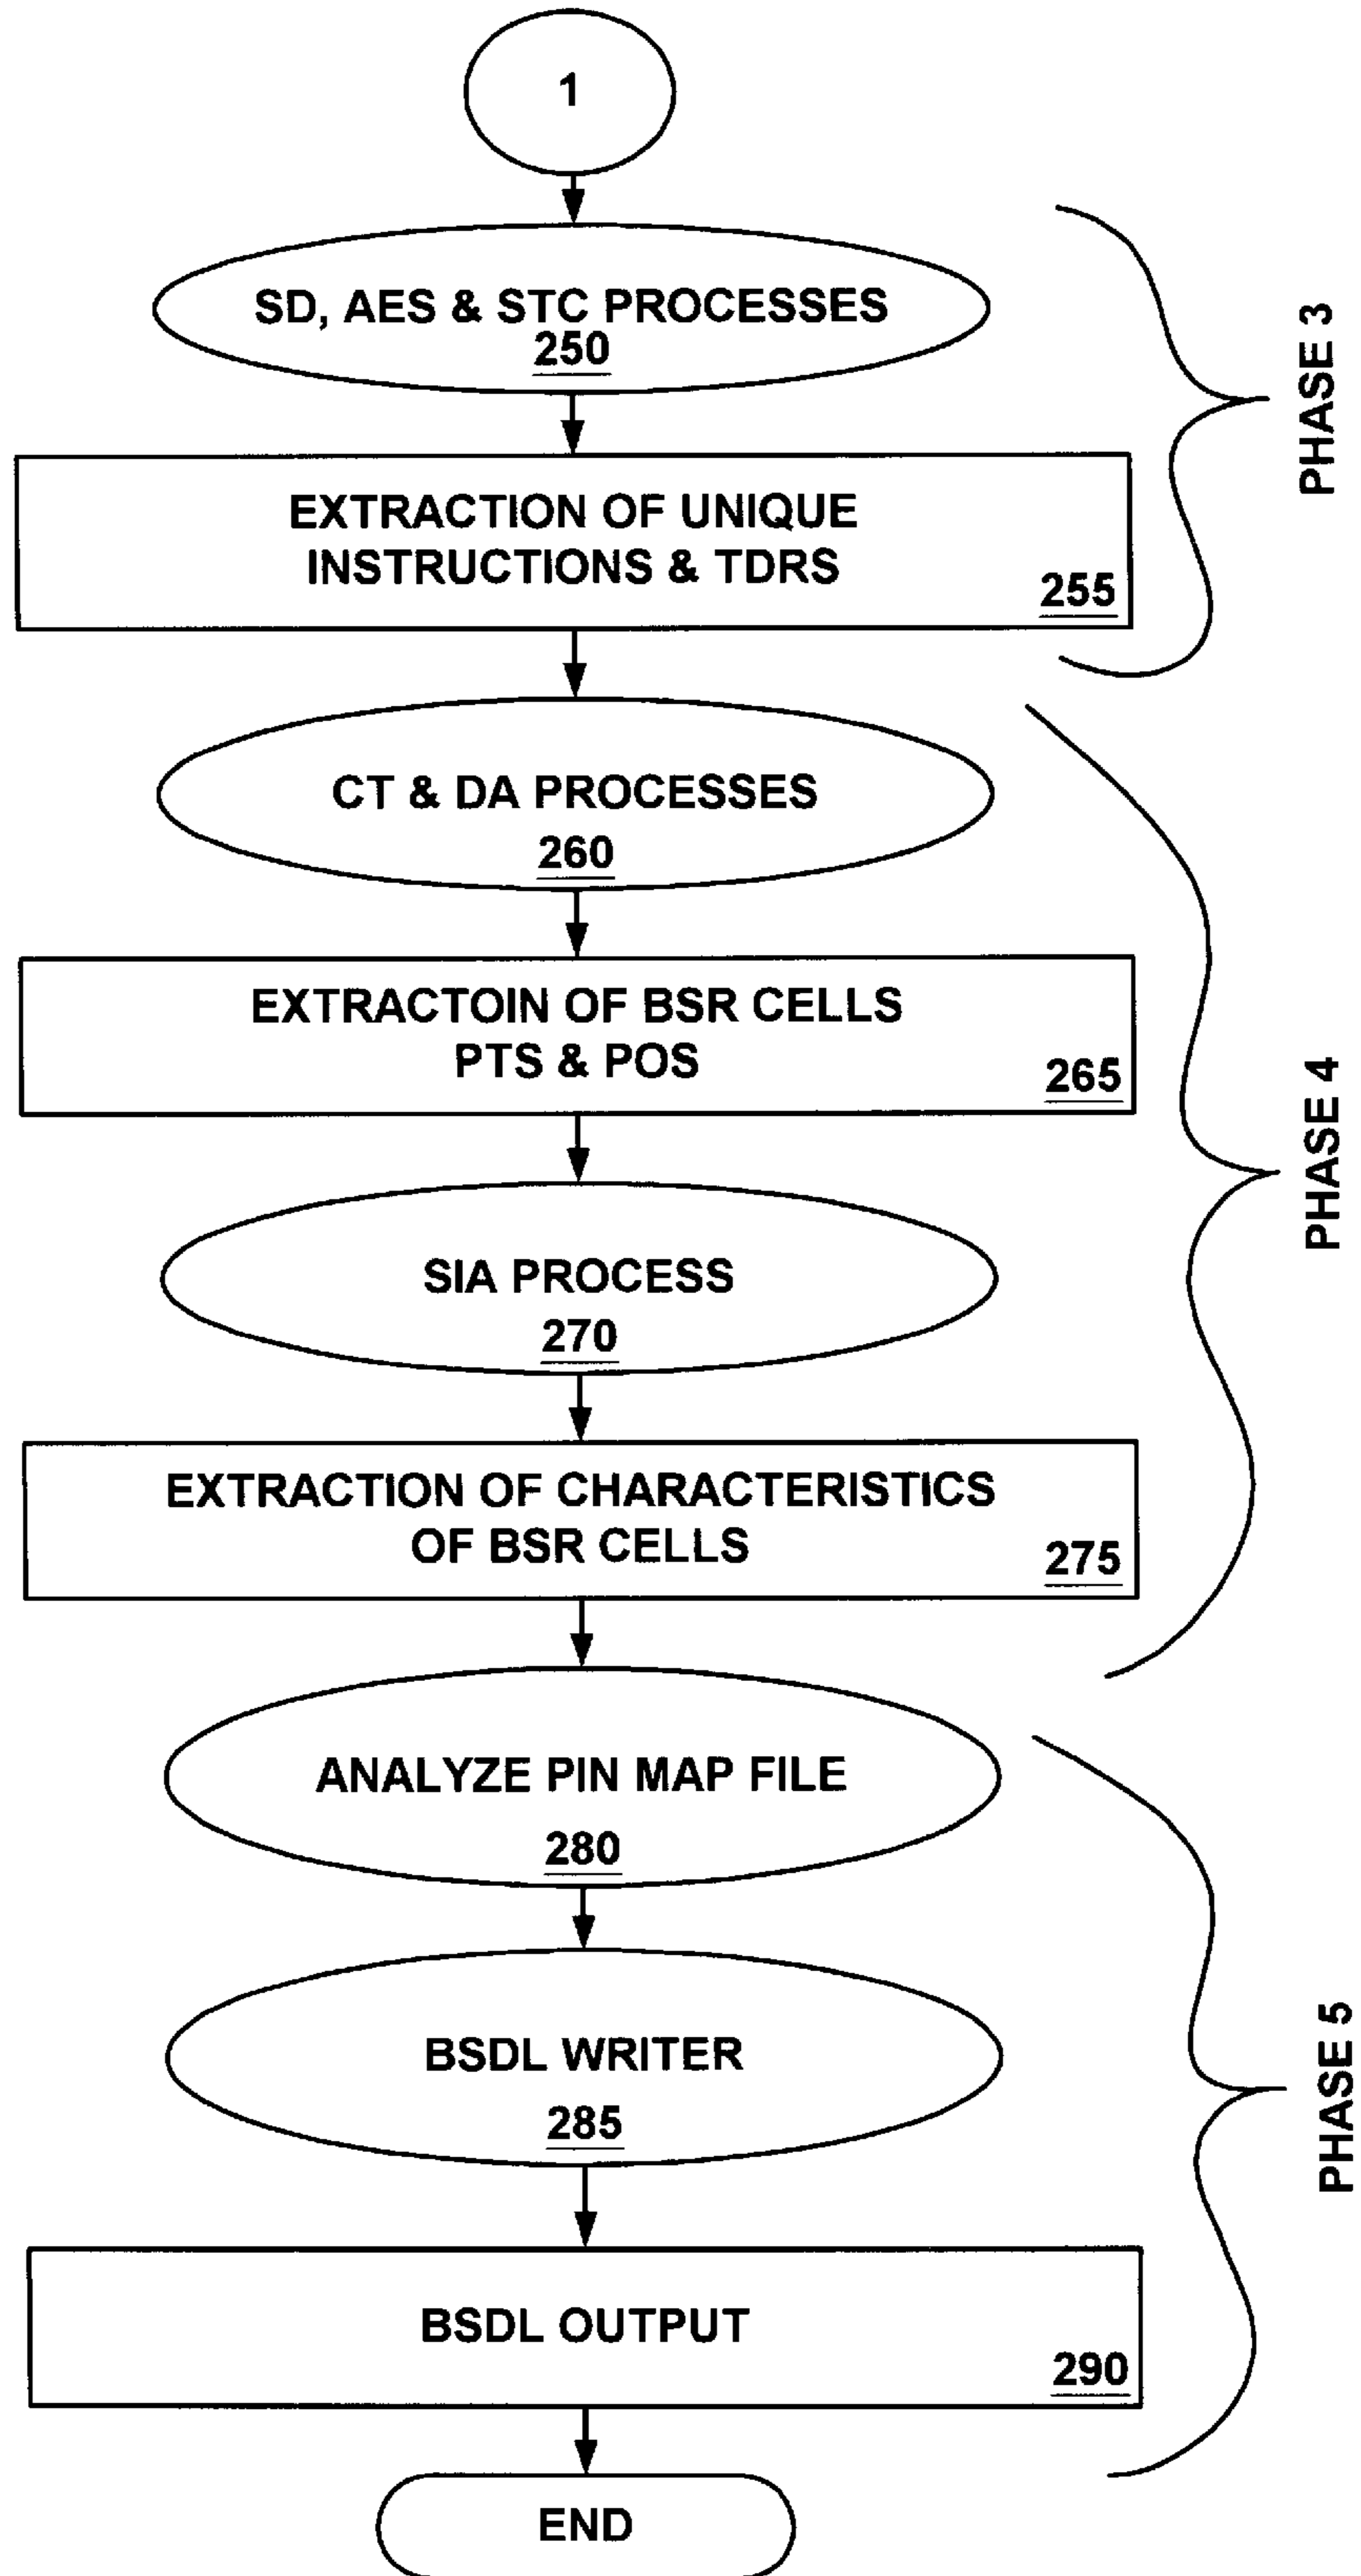 1
SD, AES & STC PROCESSES
250
EXTRACTION OF UNIQUE
INSTRUCTIONS & TDRS
255
PHASE 3
CT & DA PROCESSES
260
EXTRACTOIN OF BSR CELLS
PTS & POS
265
SIA PROCESS
270
EXTRACTION OF CHARACTERISTICS
OF BSR CELLS
275
PHASE 4
ANALYZE PIN MAP FILE
280
BSDL WRITER
285
BSDL OUTPUT
290
PHASE 5
END